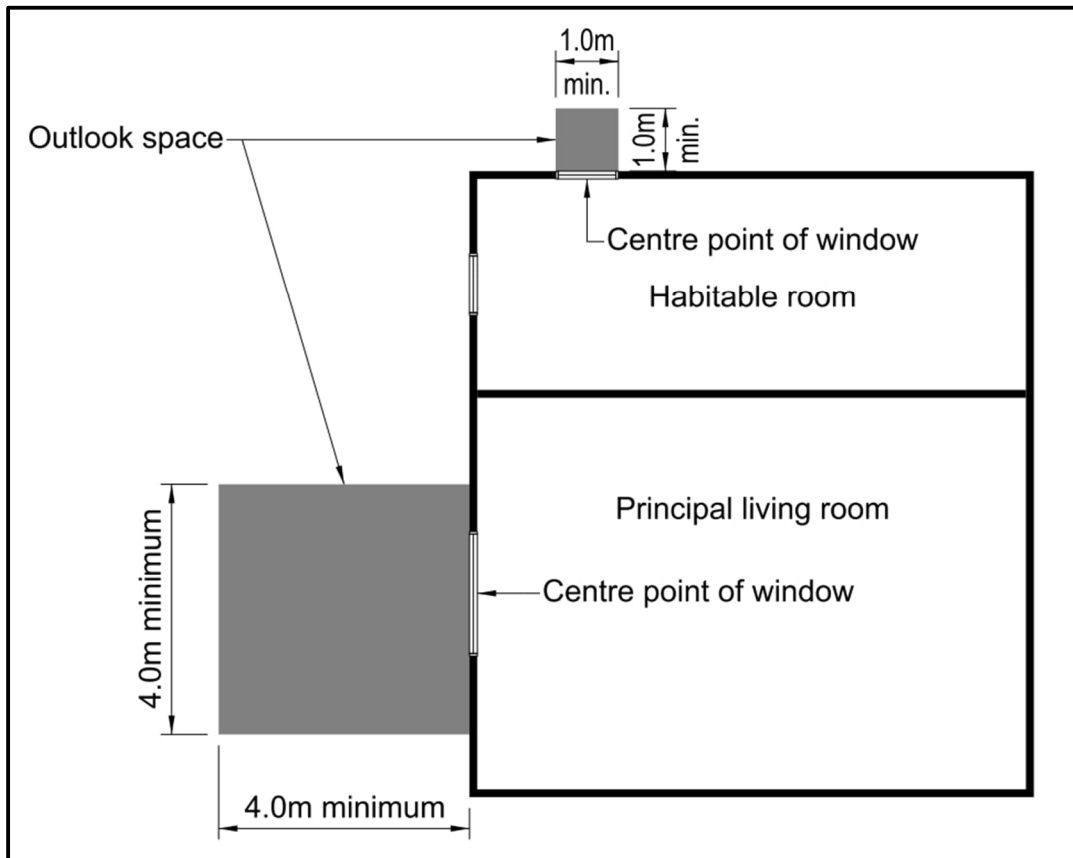 1.0m
min.
1.0m
min.
Outlook space
Centre point of window
Habitable room
Principal living room
Centre point of window
4.0m minimum
4.0m minimum